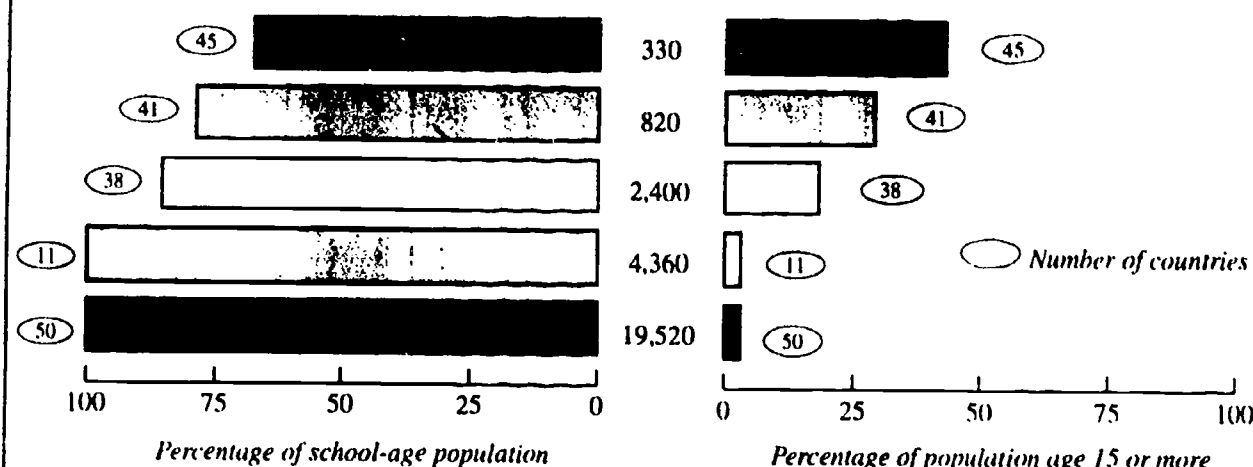 45 330 45
41 820 41
38 2,400 38
11 4,360 11
Number of countries
50 19,520 50
100 75 50 25 0
0 25 50 75 100
Percentage of school-age population
Percentage of population age 15 or more